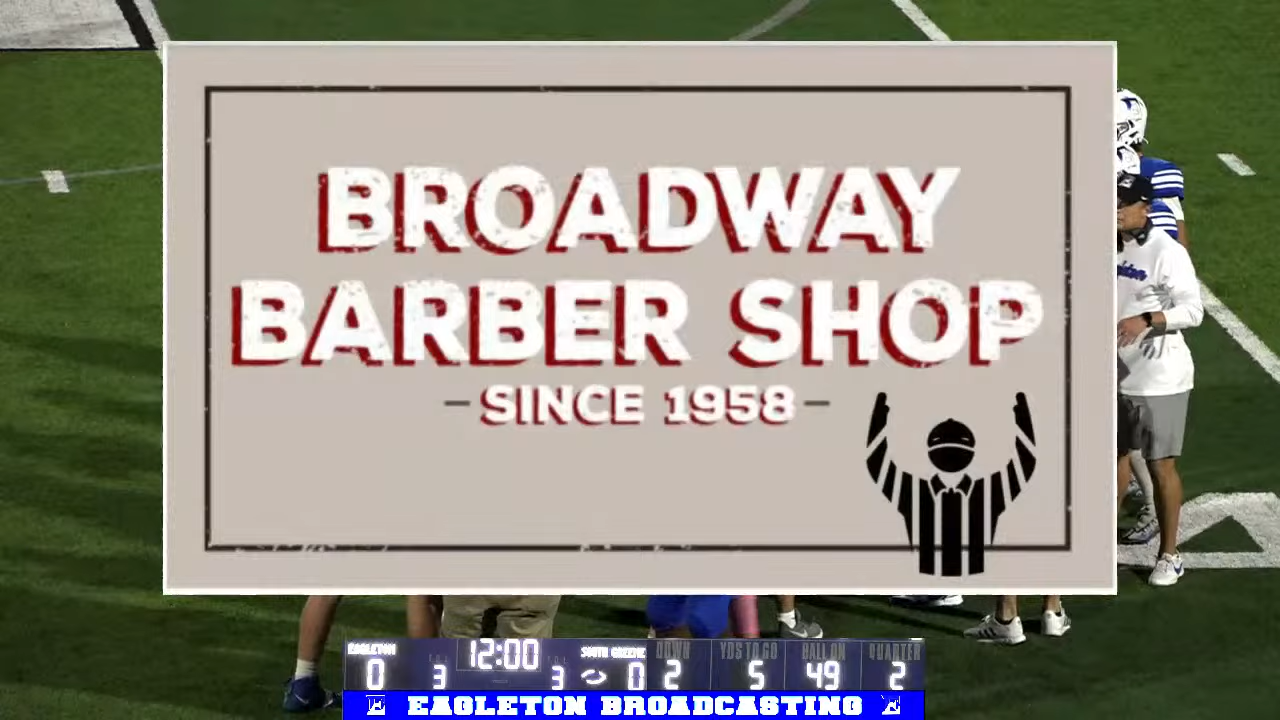 BROADWAY
BARBER SHOP
SINCE 1958
EAGLETON 12:00 SOUTH GREENE DOWN YDS TO GO BALL ON QUARTER
0 3 3 0 2 5 49 2
EAGLETON BROADCASTING